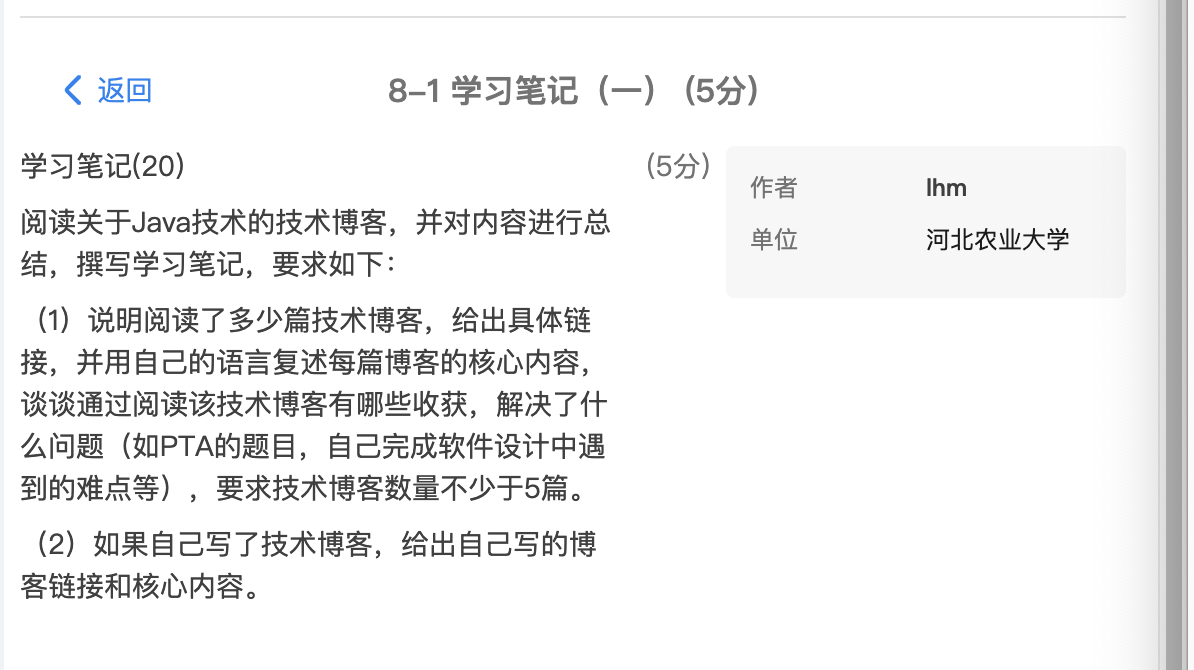 返回
8-1 学习笔记（一） (5分)
学习笔记(20)
(5分)
作者 lhm
单位 河北农业大学
阅读关于Java技术的技术博客，并对内容进行总
结，撰写学习笔记，要求如下：
（1）说明阅读了多少篇技术博客，给出具体链
接，并用自己的语言复述每篇博客的核心内容，
谈谈通过阅读该技术博客有哪些收获，解决了什
么问题（如PTA的题目，自己完成软件设计中遇
到的难点等），要求技术博客数量不少于5篇。
（2）如果自己写了技术博客，给出自己写的博
客链接和核心内容。